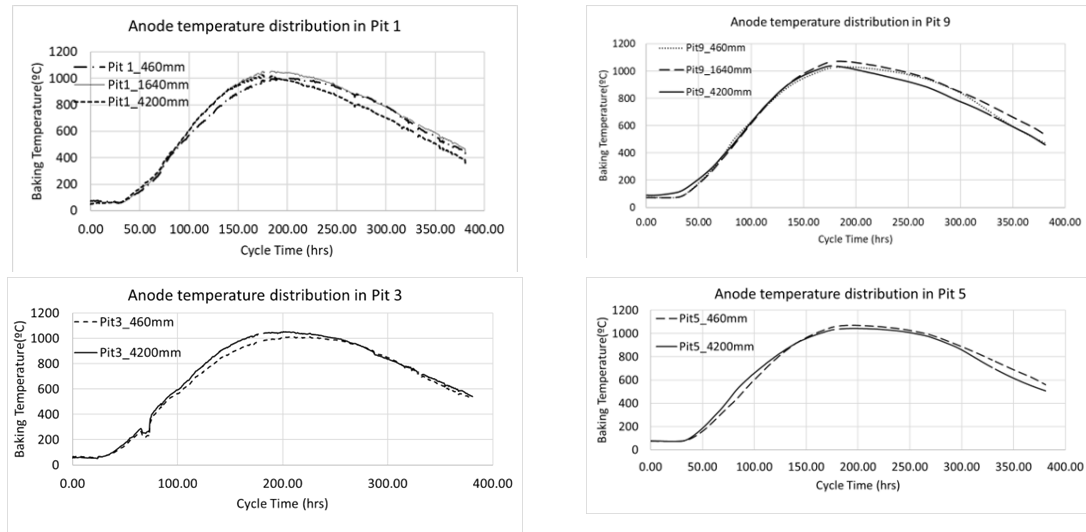 Anode temperature distribution in Pit 1
Baking Temperature(ºC)
1200
1000
800
600
400
200
0
Pit 1_460mm
Pit1_1640mm
Pit1_4200mm
0.00 50.00 100.00 150.00 200.00 250.00 300.00 350.00 400.00
Cycle Time (hrs)
Anode temperature distribution in Pit 9
Baking Temperature(ºC)
1200
1000
800
600
400
200
0
Pit9_460mm
Pit9_1640mm
Pit9_4200mm
0.00 50.00 100.00 150.00 200.00 250.00 300.00 350.00 400.00
Cycle Time (hrs)
Anode temperature distribution in Pit 3
Baking Temperature(ºC)
1200
1000
800
600
400
200
0
Pit3_460mm
Pit3_4200mm
0.00 100.00 200.00 300.00 400.00
Cycle Time (hrs)
Anode temperature distribution in Pit 5
Baking Temperature(ºC)
1200
1000
800
600
400
200
0
Pit5_460mm
Pit5_4200mm
0.00 50.00 100.00 150.00 200.00 250.00 300.00 350.00 400.00
Cycle Time (hrs)